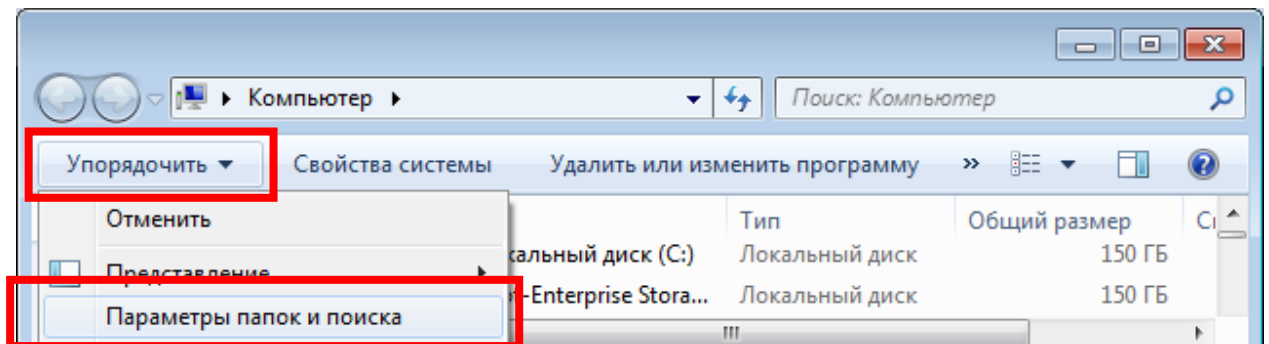 Компьютер
Поиск: Компьютер
Упорядочить Свойства системы Удалить или изменить программу »
Отменить Тип Общий размер
Представление кальный диск (C:) Локальный диск 150 ГБ
-Enterprise Stora... Локальный диск 150 ГБ
Параметры папок и поиска